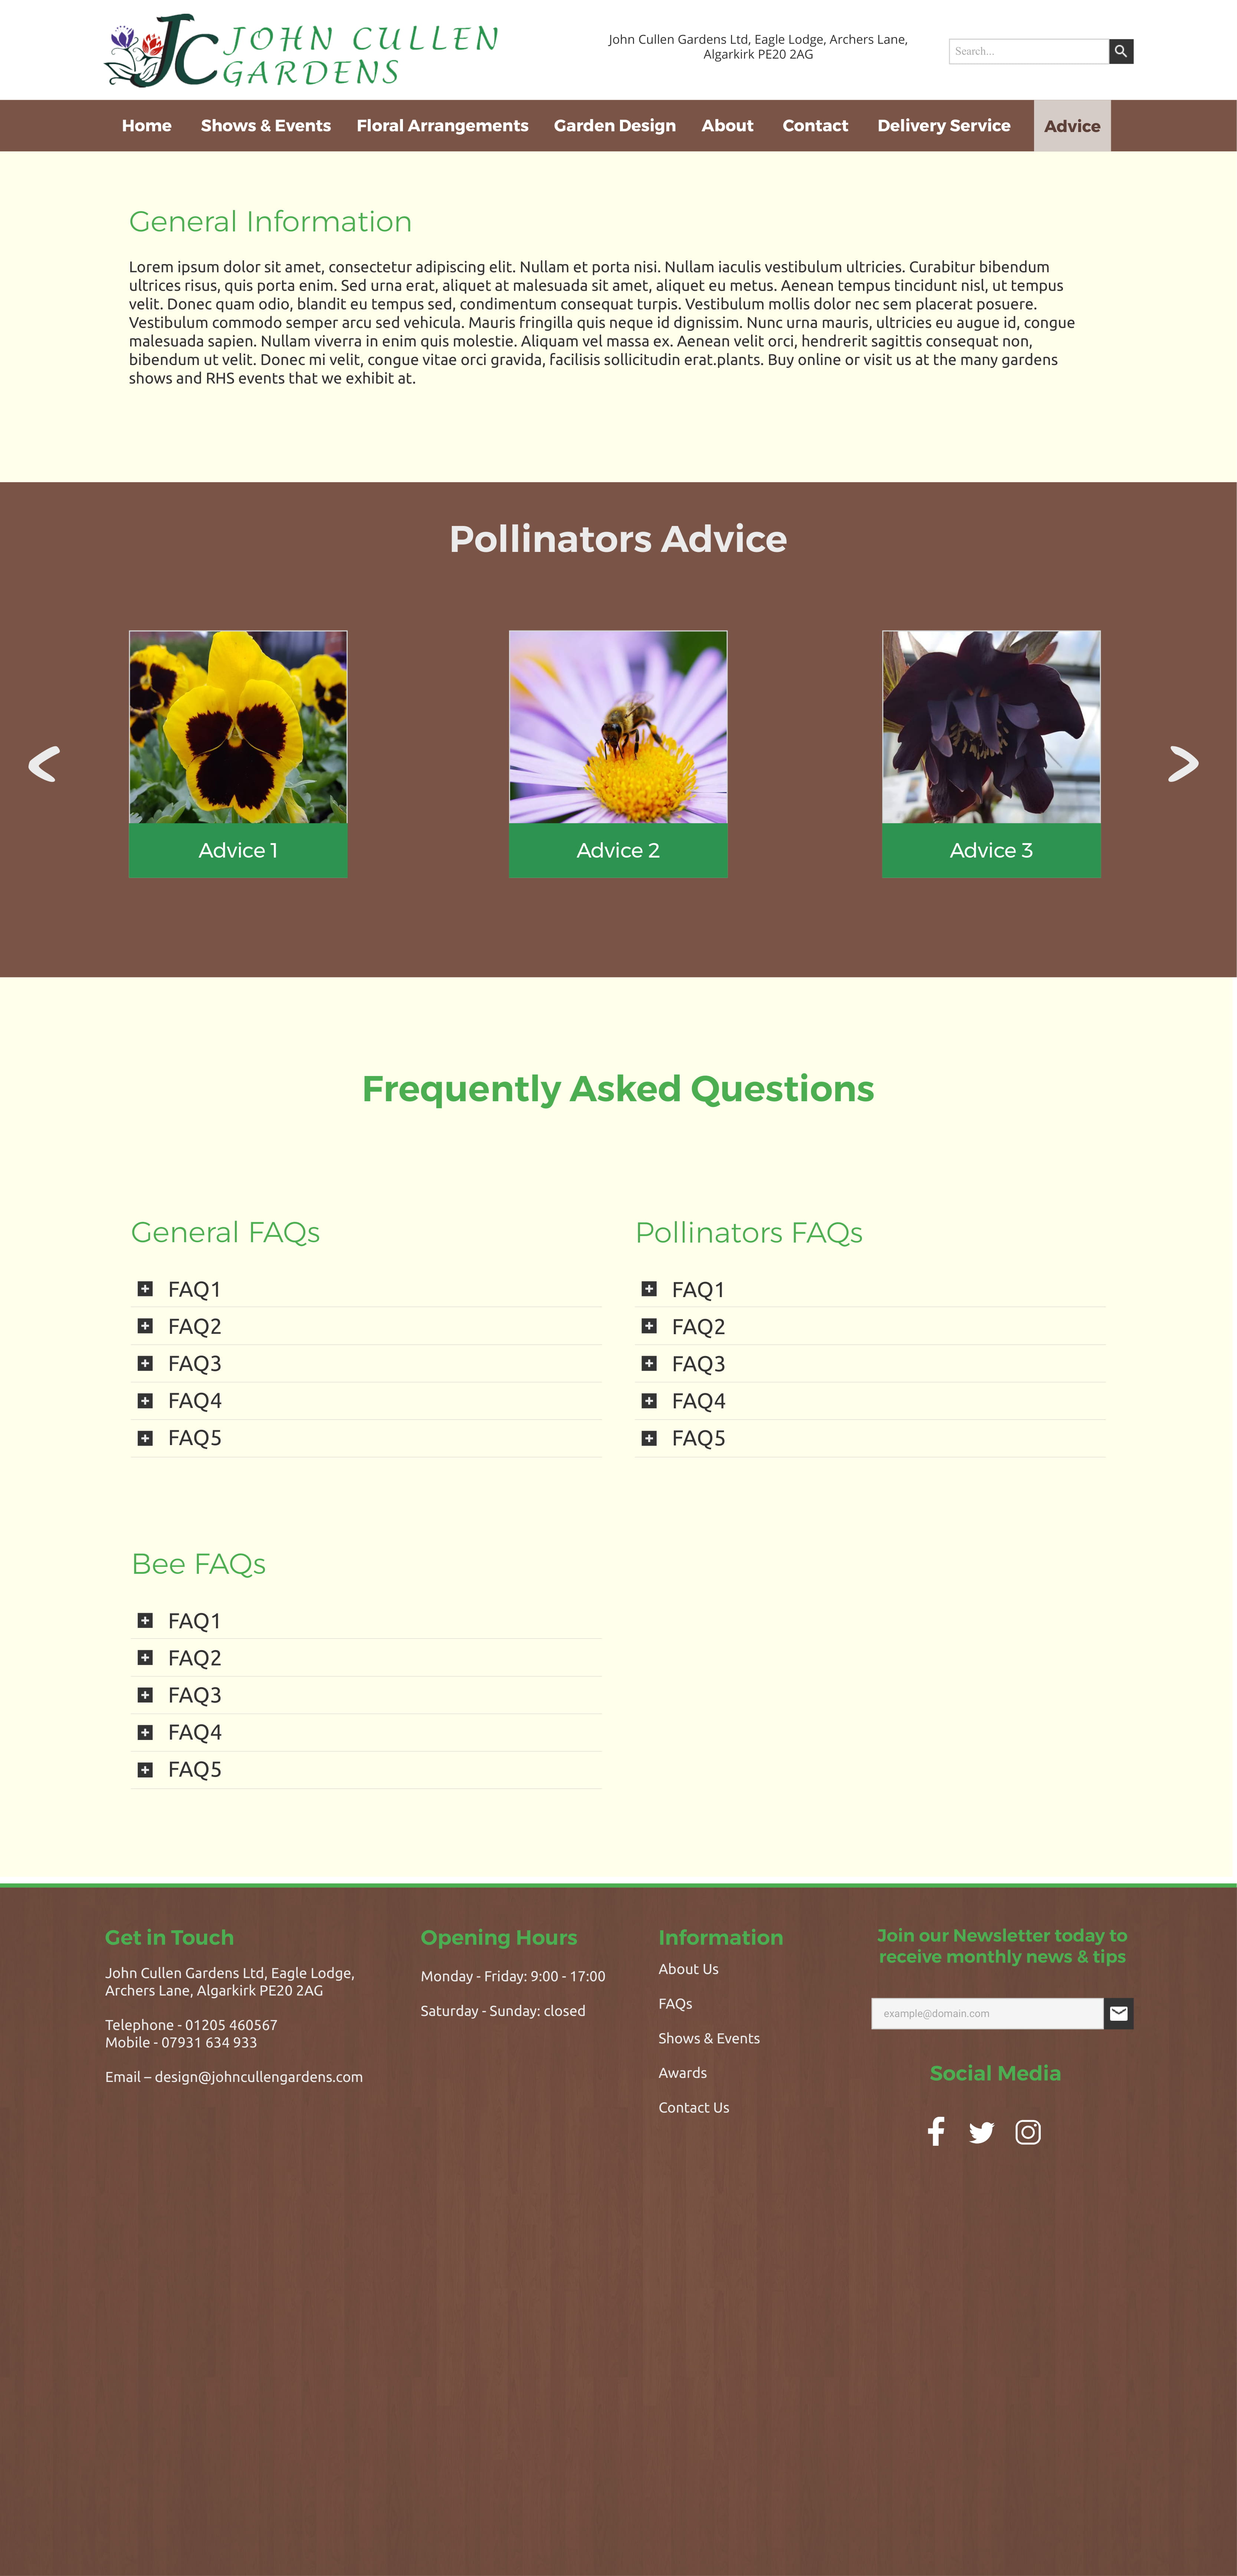 JC JOHN CULLEN
GARDENS
John Cullen Gardens Ltd, Eagle Lodge, Archers Lane,
Algarkirk PE20 2AG
Search...
Home Shows & Events Floral Arrangements Garden Design About Contact Delivery Service Advice
General Information
Lorem ipsum dolor sit amet, consectetur adipiscing elit. Nullam et porta nisi. Nullam iaculis vestibulum ultricies. Curabitur bibendum
ultrices risus, quis porta enim. Sed urna erat, aliquet at malesuada sit amet, aliquet eu metus. Aenean tempus tincidunt nisl, ut tempus
velit. Donec quam odio, blandit eu tempus sed, condimentum consequat turpis. Vestibulum mollis dolor nec sem placerat posuere.
Vestibulum commodo semper arcu sed vehicula. Mauris fringilla quis neque id dignissim. Nunc urna mauris, ultricies eu augue id, congue
malesuada sapien. Nullam viverra in enim quis molestie. Aliquam vel massa ex. Aenean velit orci, hendrerit sagittis consequat non,
bibendum ut velit. Donec mi velit, congue vitae orci gravida, facilisis sollicitudin erat.plants. Buy online or visit us at the many gardens
shows and RHS events that we exhibit at.
Pollinators Advice
Advice 1
Advice 2
Advice 3
Frequently Asked Questions
General FAQs
FAQ1
FAQ2
FAQ3
FAQ4
FAQ5
Pollinators FAQs
FAQ1
FAQ2
FAQ3
FAQ4
FAQ5
Bee FAQs
FAQ1
FAQ2
FAQ3
FAQ4
FAQ5
Get in Touch
John Cullen Gardens Ltd, Eagle Lodge,
Archers Lane, Algarkirk PE20 2AG
Telephone - 01205 460567
Mobile - 07931 634 933
Email – design@johncullengardens.com
Opening Hours
Monday - Friday: 9:00 - 17:00
Saturday - Sunday: closed
Information
About Us
FAQs
Shows & Events
Awards
Contact Us
Join our Newsletter today to
receive monthly news & tips
example@domain.com
Social Media